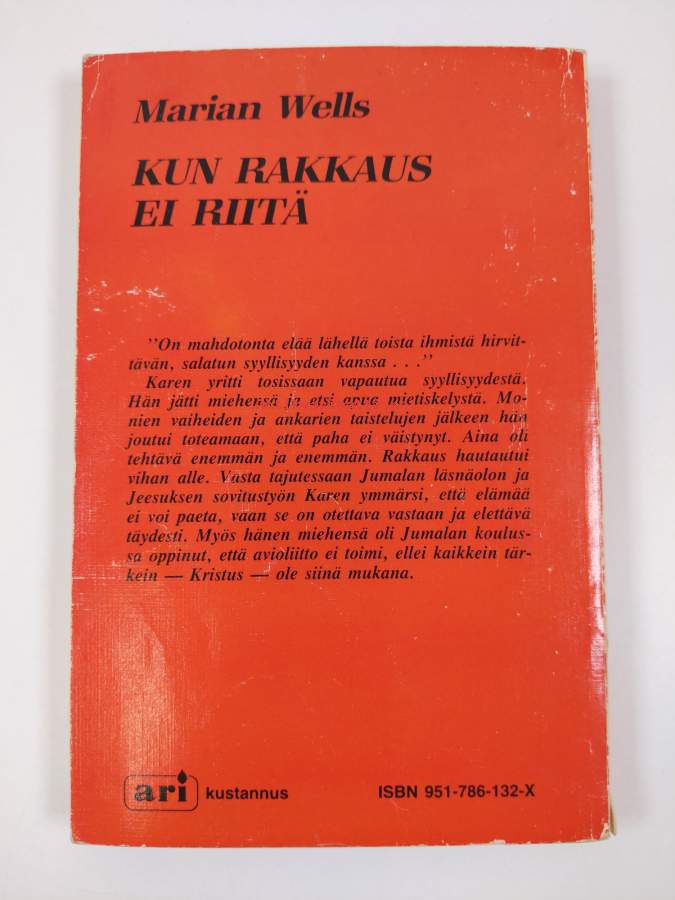 Marian Wells
KUN RAKKAUS
EI RIITÄ
''On mahdotonta elää lähellä toista ihmistä hirvit-
tävän, salatun syyllisyyden kanssa . . .''
Karen yritti tosissaan vapautua syyllisyydestä.
Hän jätti miehensä ja etsi apua mietiskelystä. Mo-
nien vaiheiden ja ankarien taistelujen jälkeen hän
joutui toteamaan, että paha ei väistynyt. Aina oli
tehtävä enemmän ja enemmän. Rakkaus hautautui
vihan alle. Vasta tajutessaan Jumalan läsnäolon ja
Jeesuksen sovitustyön Karen ymmärsi, että elämää
ei voi paeta, vaan se on otettava vastaan ja elettävä
täydesti. Myös hänen miehensä oli Jumalan koulus-
sa oppinut, että avioliitto ei toimi, ellei kaikkein tär-
kein — Kristus — ole siinä mukana.
ari kustannus
ISBN 951-786-132-X